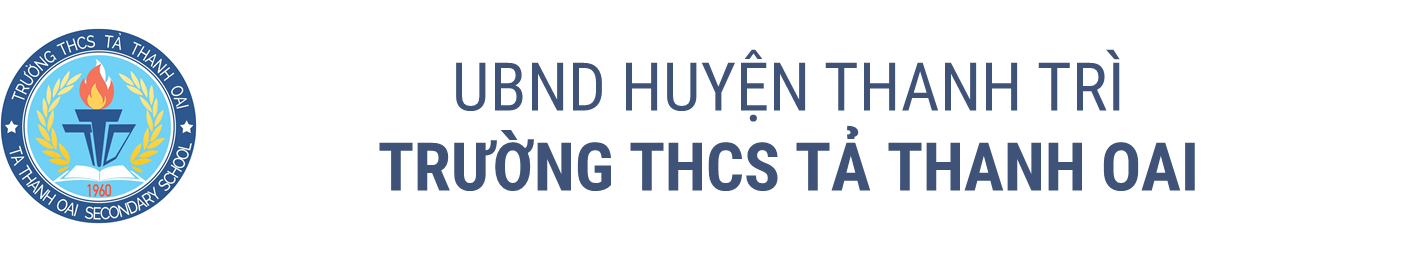 TRƯỜNG THCS TẢ THANH OAI
TA THANH OAI SECONDARY SCHOOL
1960
UBND HUYỆN THANH TRÌ
TRƯỜNG THCS TẢ THANH OAI